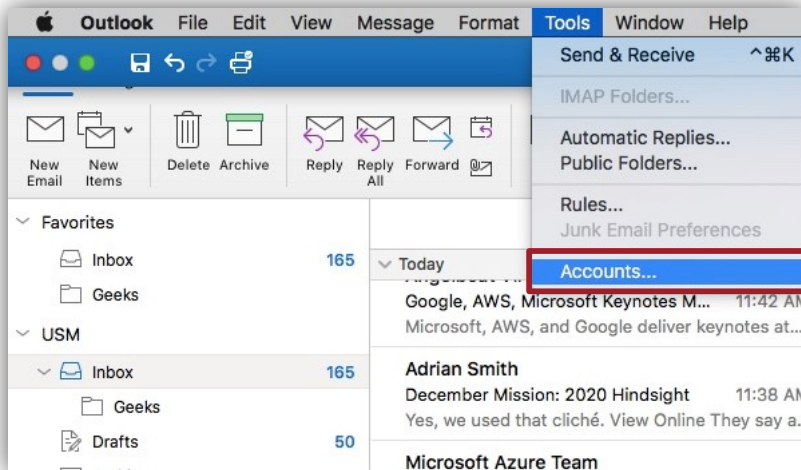 Outlook File Edit View Message Format Tools Window Help
Send & Receive ^⌘K
IMAP Folders...
Automatic Replies...
Public Folders...
Rules...
Junk Email Preferences
Accounts...
New Email
New Items
Delete
Archive
Reply
Reply All
Forward
Favorites
Inbox 165
Geeks
USM
Inbox 165
Geeks
Drafts 50
Today
Google, AWS, Microsoft Keynotes M... 11:42 AM
Microsoft, AWS, and Google deliver keynotes at...
Adrian Smith
December Mission: 2020 Hindsight 11:38 AM
Yes, we used that cliché. View Online They say a.
Microsoft Azure Team